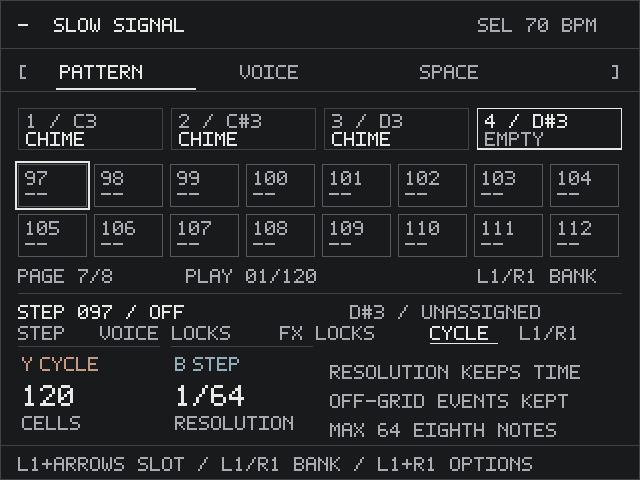 – SLOW SIGNAL SEL 70 BPM
[ PATTERN VOICE SPACE ]
1 / C3 2 / C#3 3 / D3 4 / D#3
CHIME CHIME CHIME EMPTY
97 98 99 100 101 102 103 104
-- -- -- -- -- -- -- --
105 106 107 108 109 110 111 112
-- -- -- -- -- -- -- --
PAGE 7/8 PLAY 01/120 L1/R1 BANK
STEP 097 / OFF D#3 / UNASSIGNED
STEP VOICE LOCKS FX LOCKS CYCLE L1/R1
Y CYCLE B STEP RESOLUTION KEEPS TIME
120 1/64 OFF-GRID EVENTS KEPT
CELLS RESOLUTION MAX 64 EIGHTH NOTES
L1+ARROWS SLOT / L1/R1 BANK / L1+R1 OPTIONS